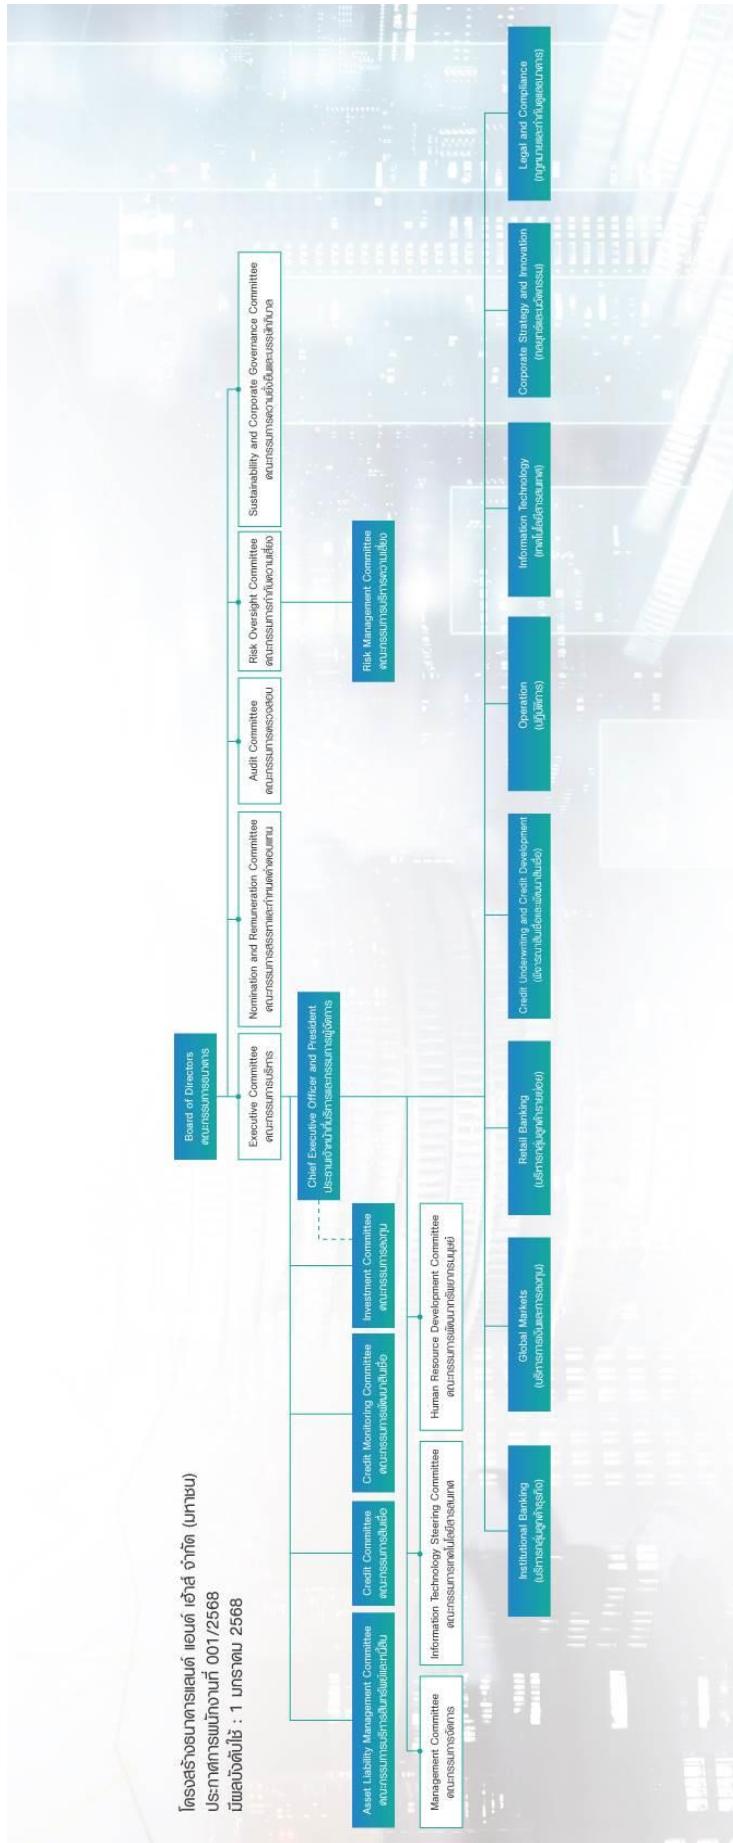 โครงสร้างธนาคารแลนด์ แอนด์ เฮ้าส์ จำกัด (มหาชน)
ประกาศการพนักงานที่ 001/2568
มีผลบังคับใช้ : 1 มกราคม 2568
Board of Directors
คณะกรรมการธนาคาร
Executive Committee
คณะกรรมการบริหาร
Nomination and Remuneration Committee
คณะกรรมการสรรหาและกำหนดค่าตอบแทน
Audit Committee
คณะกรรมการตรวจสอบ
Risk Oversight Committee
คณะกรรมการกำกับความเสี่ยง
Sustainability and Corporate Governance Committee
คณะกรรมการความยั่งยืนและบรรษัทภิบาล
Chief Executive Officer and President
ประธานเจ้าหน้าที่บริหารและกรรมการผู้จัดการ
Asset Liability Management Committee
คณะกรรมการบริหารสินทรัพย์และหนี้สิน
Credit Committee
คณะกรรมการสินเชื่อ
Credit Monitoring Committee
คณะกรรมการพัฒนาสินเชื่อ
Investment Committee
คณะกรรมการลงทุน
Risk Management Committee
คณะกรรมการบริหารความเสี่ยง
Management Committee
คณะกรรมการจัดการ
Information Technology Steering Committee
คณะกรรมการเทคโนโลยีสารสนเทศ
Human Resource Development Committee
คณะกรรมการพัฒนาทรัพยากรมนุษย์
Institutional Banking
(บริหารกลุ่มลูกค้าธุรกิจ)
Global Markets
(บริหารการเงินและการลงทุน)
Retail Banking
(บริหารกลุ่มลูกค้ารายย่อย)
Credit Underwriting and Credit Development
(พิจารณาสินเชื่อและพัฒนาสินเชื่อ)
Operation
(ปฏิบัติการ)
Information Technology
(เทคโนโลยีสารสนเทศ)
Corporate Strategy and Innovation
(กลยุทธ์และนวัตกรรม)
Legal and Compliance
(กฎหมายและกำกับดูแลธนาคาร)